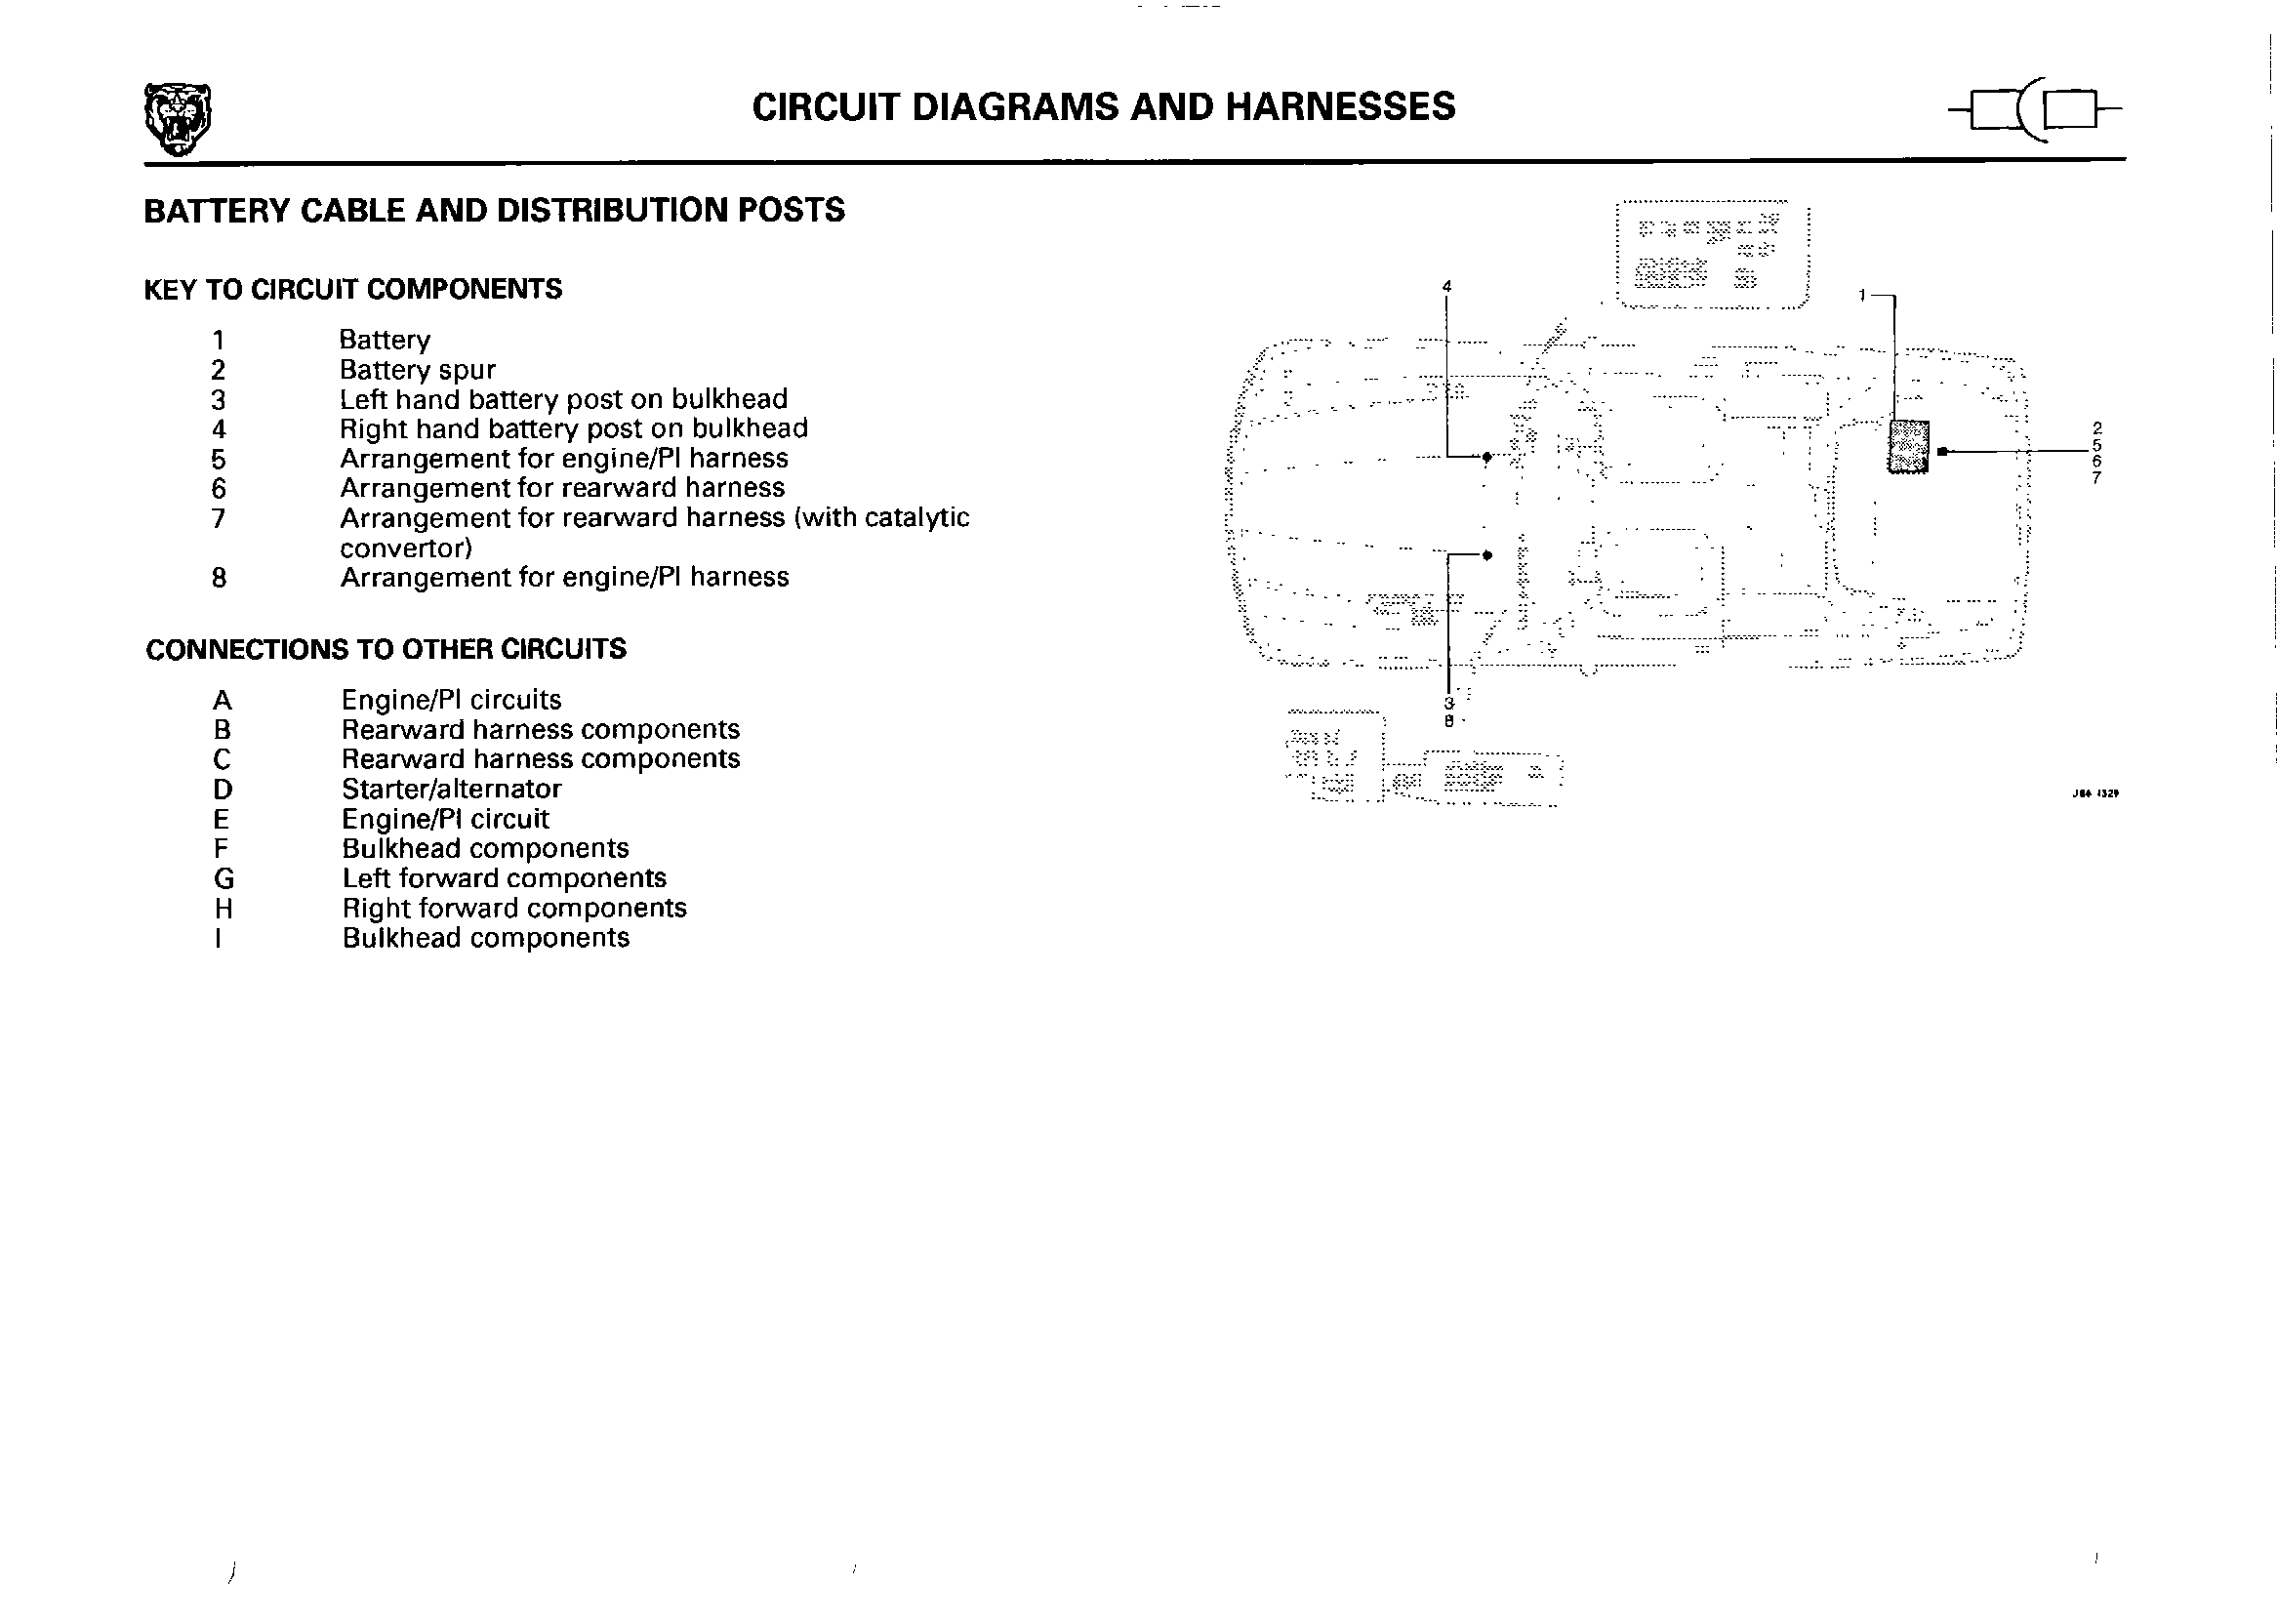 CIRCUIT DIAGRAMS AND HARNESSES
BATTERY CABLE AND DISTRIBUTION POSTS
KEY TO CIRCUIT COMPONENTS
1 Battery
2 Battery spur
3 Left hand battery post on bulkhead
4 Right hand battery post on bulkhead
5 Arrangement for engine/PI harness
6 Arrangement for rearward harness
7 Arrangement for rearward harness (with catalytic
convertor)
8 Arrangement for engine/PI harness
CONNECTIONS TO OTHER CIRCUITS
A Engine/PI circuits
B Rearward harness components
C Rearward harness components
D Starter/alternator
E Engine/PI circuit
F Bulkhead components
G Left forward components
H Right forward components
I Bulkhead components
4
1
2
5
6
7
3
8
1329